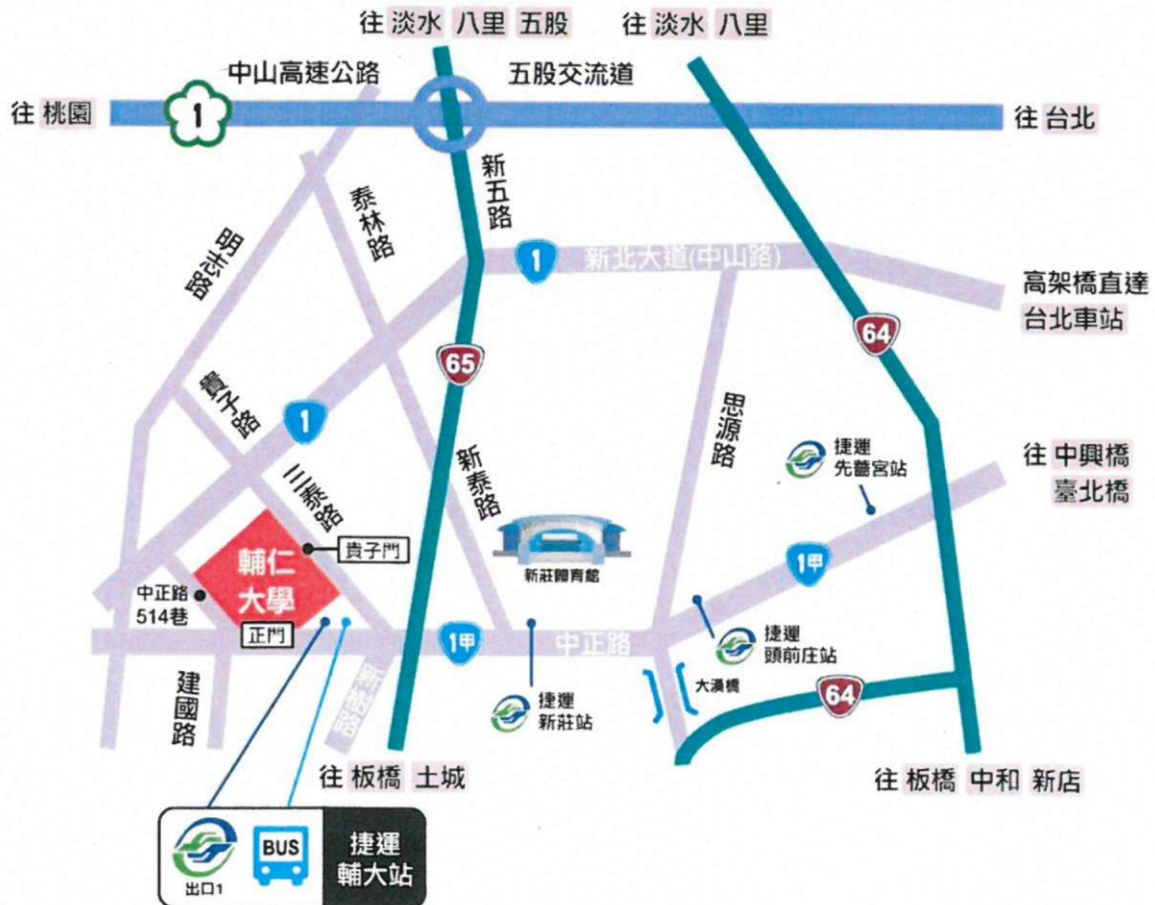 往 淡水 八里 五股
往 淡水 八里
中山高速公路
五股交流道
往 桃園
1
往 台北
新五路
泰林路
明志路
1
新北大道(中山路)
高架橋直達
台北車站
65
64
貴子路
1
思源路
新泰路
捷運
先嗇宮站
往 中興橋
臺北橋
三泰路
貴子門
輔仁
大學
新莊體育館
1甲
中正路
514巷
正門
1甲
中正路
捷運
頭前庄站
大漢橋
建國路
新樹路
捷運
新莊站
64
往 板橋 土城
往 板橋 中和 新店
BUS
捷運
輔大站
出口1